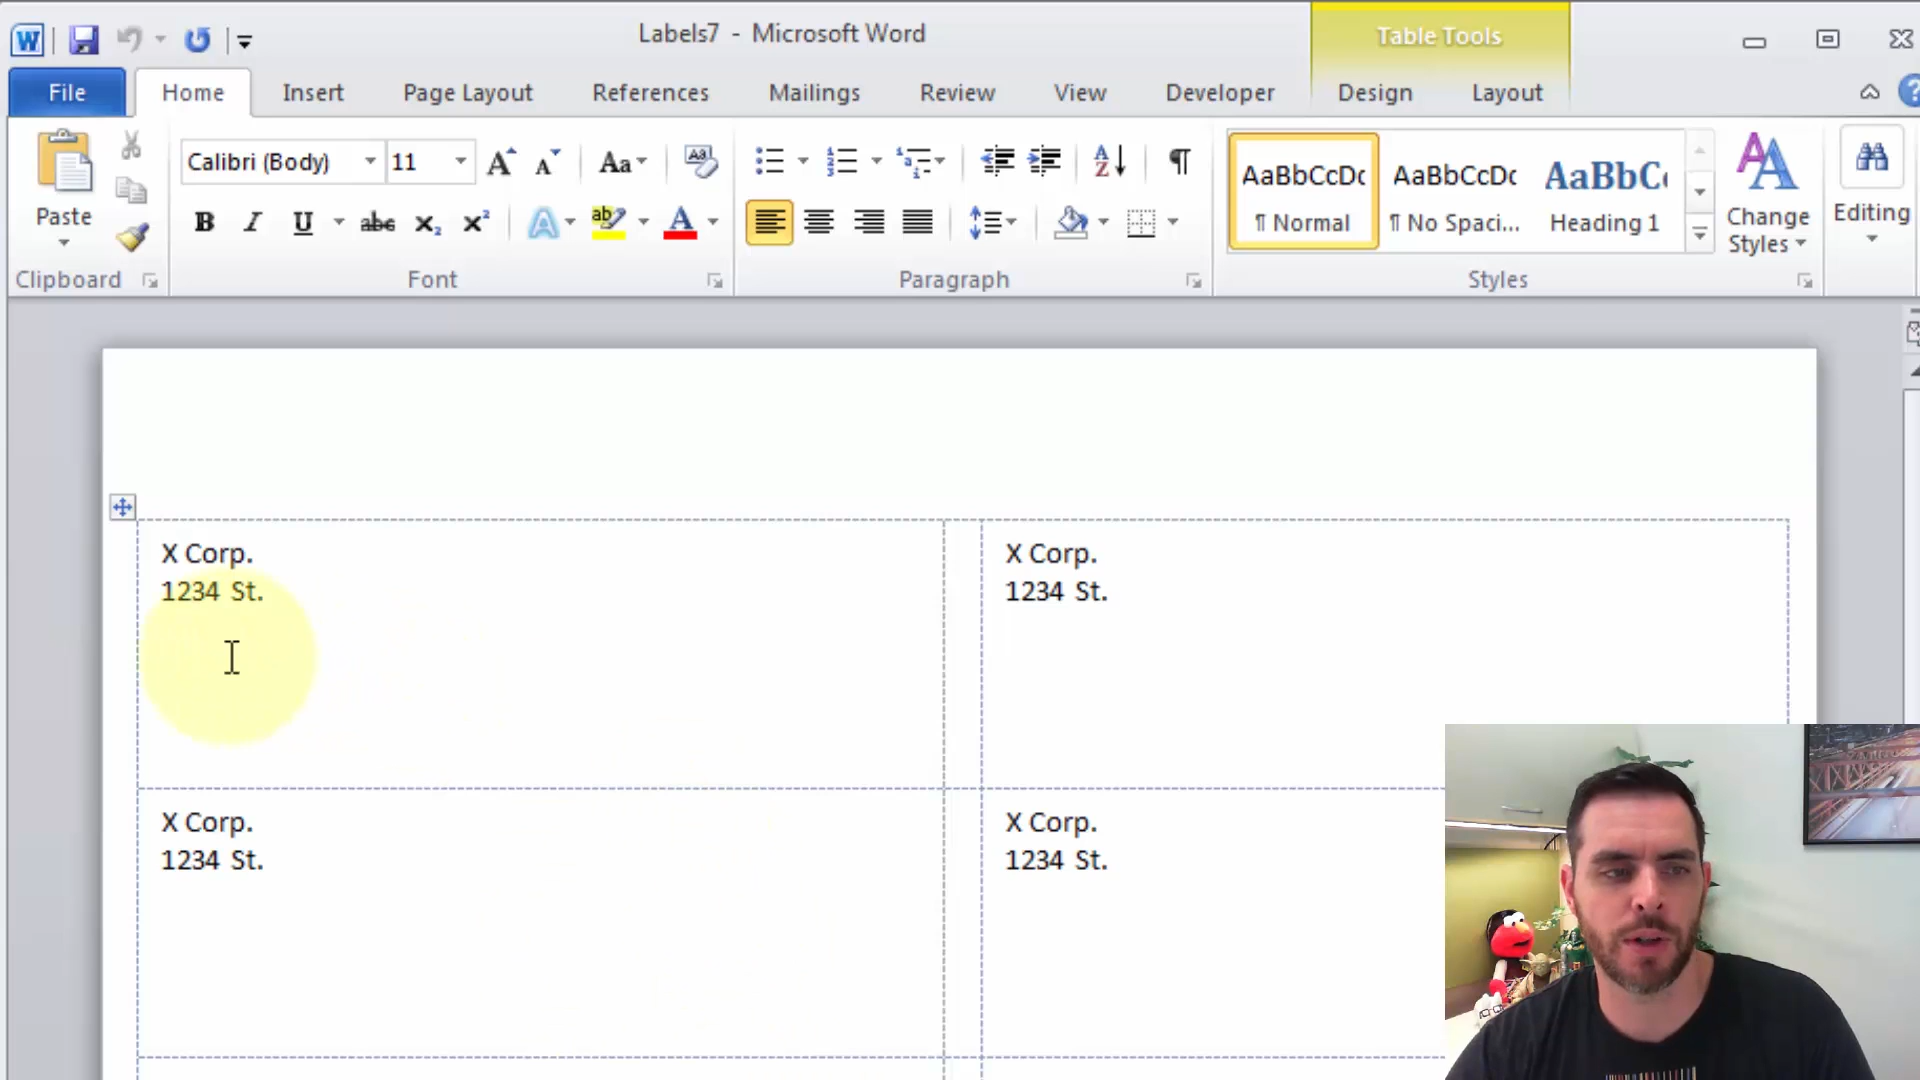 Labels7 - Microsoft Word
Table Tools
File Home Insert Page Layout References Mailings Review View Developer Design Layout
Paste
Calibri (Body) 11
AaBbCcDc AaBbCcDc AaBbC
¶ Normal ¶ No Spaci... Heading 1
Change Styles
Editing
Clipboard Font Paragraph Styles
X Corp. X Corp.
1234 St. 1234 St.
X Corp. X Corp.
1234 St. 1234 St.